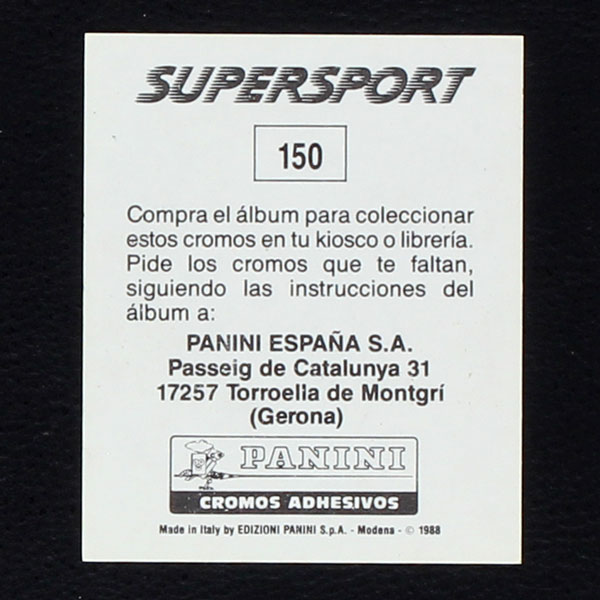 SUPERSPORT
150
Compra el álbum para coleccionar
estos cromos en tu kiosco o librería.
Pide los cromos que te faltan,
siguiendo las instrucciones del
álbum a:
PANINI ESPAÑA S.A.
Passeig de Catalunya 31
17257 Torroella de Montgrí
(Gerona)
PANINI
CROMOS ADHESIVOS
Made in Italy by EDIZIONI PANINI S.p.A. - Modena - © 1988